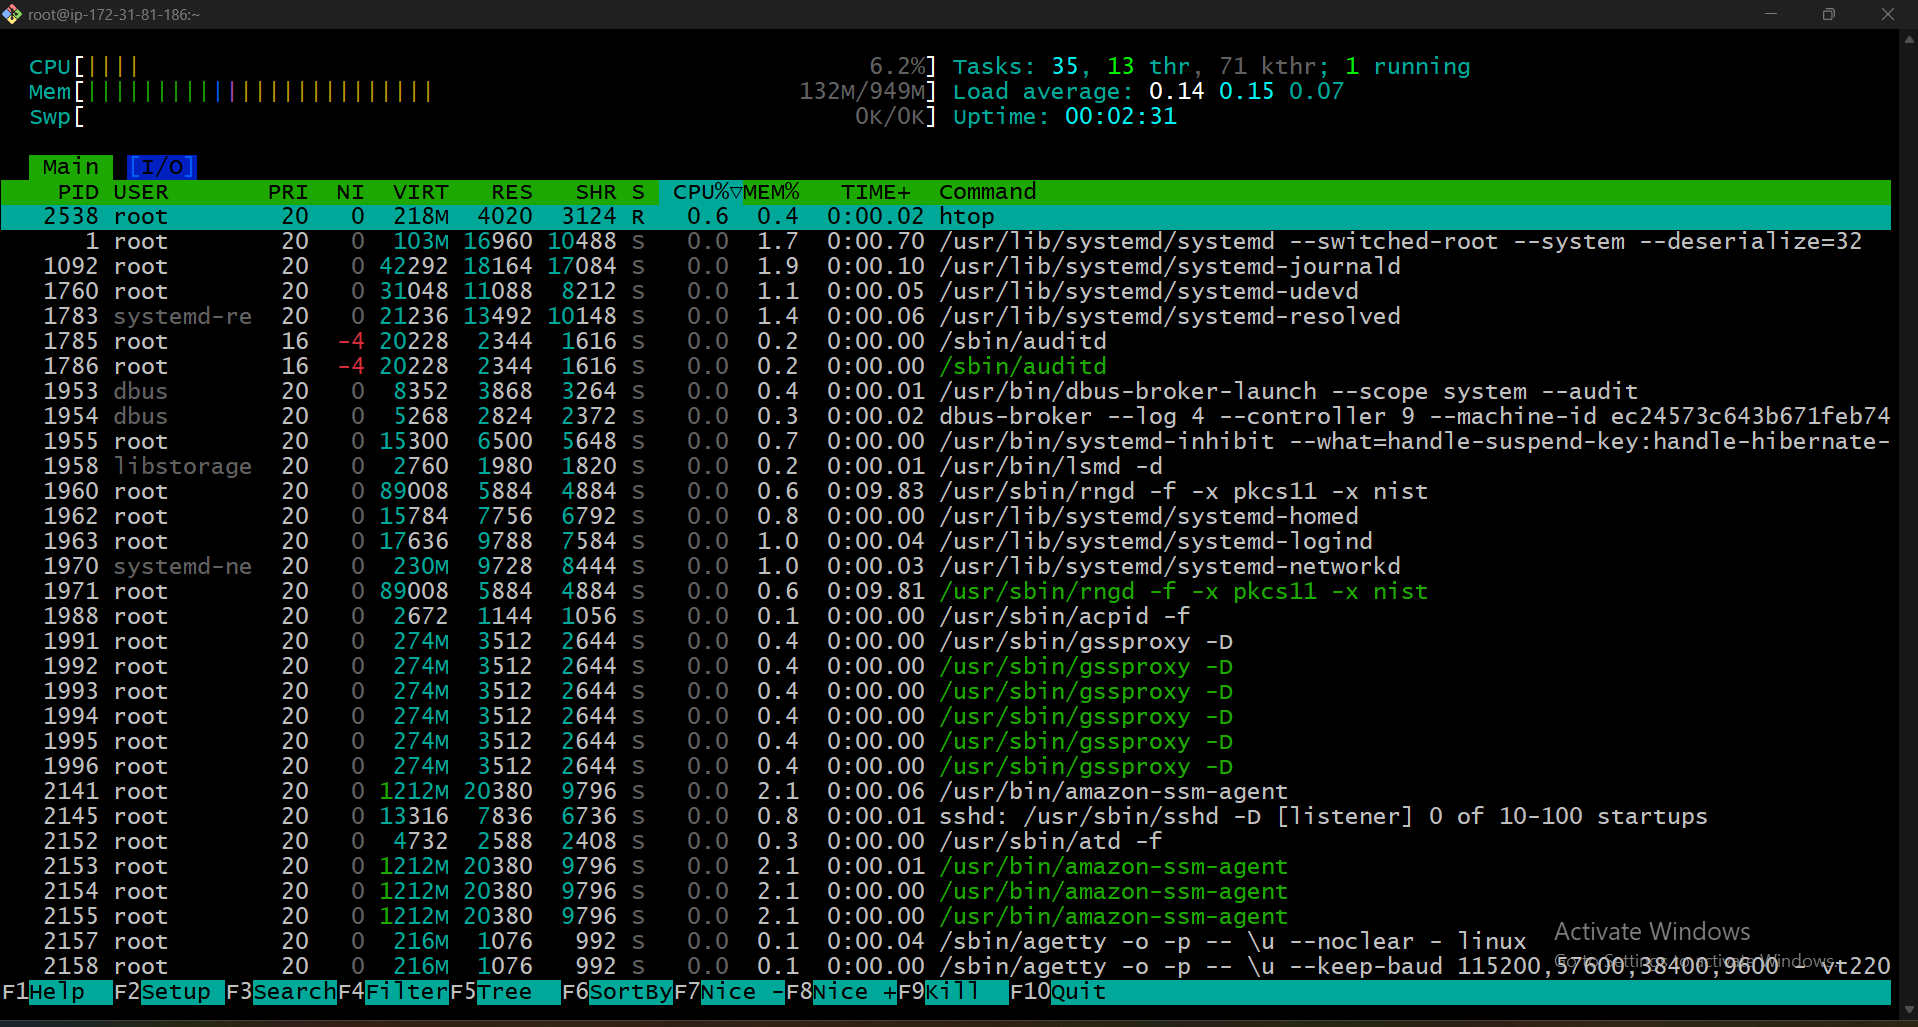 root@ip-172-31-81-186:~
CPU[||||                                                     6.2%] Tasks: 35, 13 thr, 71 kthr; 1 running
Mem[|||||||||||||||||||||||||                           132M/949M] Load average: 0.14 0.15 0.07
Swp[                                                        0K/0K] Uptime: 00:02:31
Main [I/O]
PID USER PRI NI VIRT RES SHR S CPU%▽MEM% TIME+ Command
2538 root 20 0 218M 4020 3124 R 0.6 0.4 0:00.02 htop
1 root 20 0 103M 16960 10488 S 0.0 1.7 0:00.70 /usr/lib/systemd/systemd --switched-root --system --deserialize=32
1092 root 20 0 42292 18164 17084 S 0.0 1.9 0:00.10 /usr/lib/systemd/systemd-journald
1760 root 20 0 31048 11088 8212 S 0.0 1.1 0:00.05 /usr/lib/systemd/systemd-udevd
1783 systemd-re 20 0 21236 13492 10148 S 0.0 1.4 0:00.06 /usr/lib/systemd/systemd-resolved
1785 root 16 -4 20228 2344 1616 S 0.0 0.2 0:00.00 /sbin/auditd
1786 root 16 -4 20228 2344 1616 S 0.0 0.2 0:00.00 /sbin/auditd
1953 dbus 20 0 8352 3868 3264 S 0.0 0.4 0:00.01 /usr/bin/dbus-broker-launch --scope system --audit
1954 dbus 20 0 5268 2824 2372 S 0.0 0.3 0:00.02 dbus-broker --log 4 --controller 9 --machine-id ec24573c643b671feb74
1955 root 20 0 15300 6500 5648 S 0.0 0.7 0:00.00 /usr/bin/systemd-inhibit --what=handle-suspend-key:handle-hibernate-
1958 libstorage 20 0 2760 1980 1820 S 0.0 0.2 0:00.01 /usr/bin/lsmd -d
1960 root 20 0 89008 5884 4884 S 0.0 0.6 0:09.83 /usr/sbin/rngd -f -x pkcs11 -x nist
1962 root 20 0 15784 7756 6792 S 0.0 0.8 0:00.00 /usr/lib/systemd/systemd-homed
1963 root 20 0 17636 9788 7584 S 0.0 1.0 0:00.04 /usr/lib/systemd/systemd-logind
1970 systemd-ne 20 0 230M 9728 8444 S 0.0 1.0 0:00.03 /usr/lib/systemd/systemd-networkd
1971 root 20 0 89008 5884 4884 S 0.0 0.6 0:09.81 /usr/sbin/rngd -f -x pkcs11 -x nist
1988 root 20 0 2672 1144 1056 S 0.0 0.1 0:00.00 /usr/sbin/acpid -f
1991 root 20 0 274M 3512 2644 S 0.0 0.4 0:00.00 /usr/sbin/gssproxy -D
1992 root 20 0 274M 3512 2644 S 0.0 0.4 0:00.00 /usr/sbin/gssproxy -D
1993 root 20 0 274M 3512 2644 S 0.0 0.4 0:00.00 /usr/sbin/gssproxy -D
1994 root 20 0 274M 3512 2644 S 0.0 0.4 0:00.00 /usr/sbin/gssproxy -D
1995 root 20 0 274M 3512 2644 S 0.0 0.4 0:00.00 /usr/sbin/gssproxy -D
1996 root 20 0 274M 3512 2644 S 0.0 0.4 0:00.00 /usr/sbin/gssproxy -D
2141 root 20 0 1212M 20380 9796 S 0.0 2.1 0:00.06 /usr/bin/amazon-ssm-agent
2145 root 20 0 13316 7836 6736 S 0.0 0.8 0:00.01 sshd: /usr/sbin/sshd -D [listener] 0 of 10-100 startups
2152 root 20 0 4732 2588 2408 S 0.0 0.3 0:00.00 /usr/sbin/atd -f
2153 root 20 0 1212M 20380 9796 S 0.0 2.1 0:00.01 /usr/bin/amazon-ssm-agent
2154 root 20 0 1212M 20380 9796 S 0.0 2.1 0:00.00 /usr/bin/amazon-ssm-agent
2155 root 20 0 1212M 20380 9796 S 0.0 2.1 0:00.00 /usr/bin/amazon-ssm-agent
2157 root 20 0 216M 1076 992 S 0.0 0.1 0:00.04 /sbin/agetty -o -p -- \u --noclear - linux
2158 root 20 0 216M 1076 992 S 0.0 0.1 0:00.00 /sbin/agetty -o -p -- \u --keep-baud 115200,57600,38400,9600 - vt220
Activate Windows
Go to Settings to activate Windows.
F1Help F2Setup F3SearchF4FilterF5Tree F6SortByF7Nice -F8Nice +F9Kill F10Quit